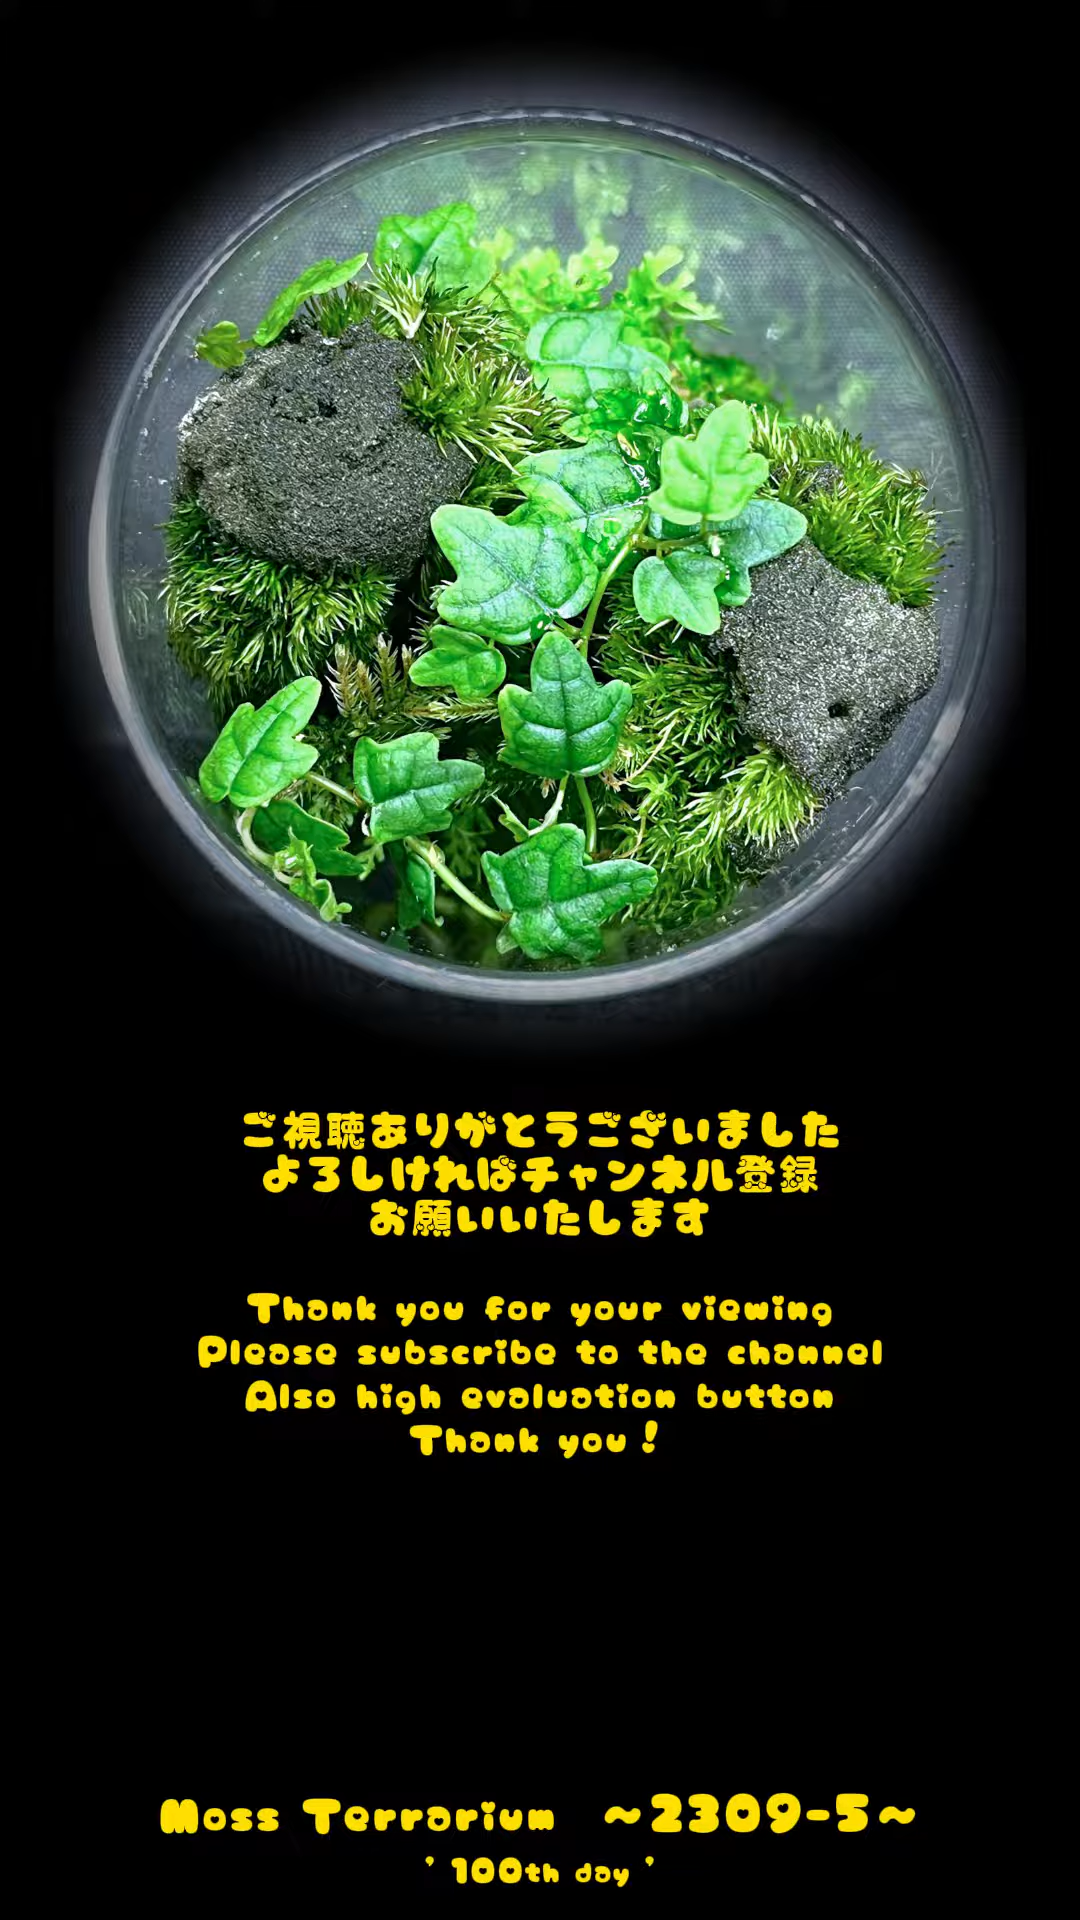 ご視聴ありがとうございました
よろしければチャンネル登録
お願いいたします
Thank you for your viewing
Please subscribe to the channel
Also high evaluation button
Thank you！
Moss Terrarium　~2309-5~
’100th day’